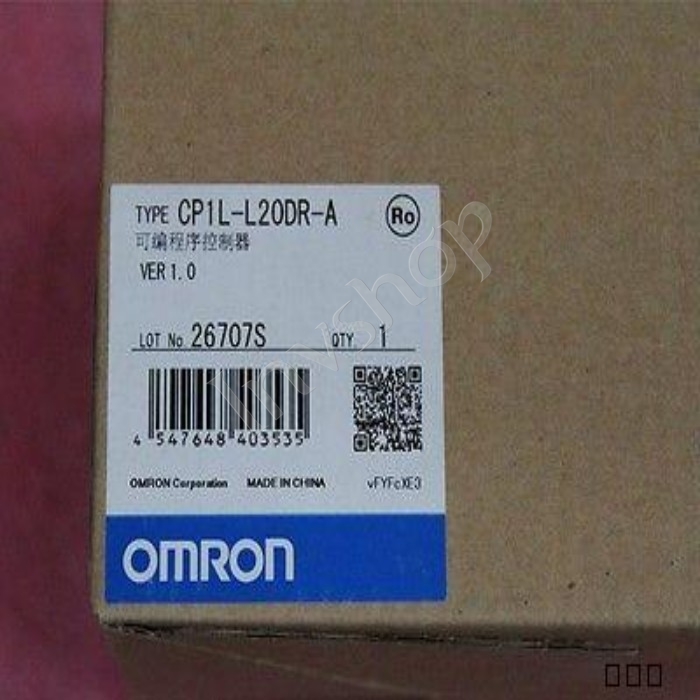 TYPE CP1L-L20DR-A Ro
可编程序控制器
VER 1.0
LOT No. 26707S QTY 1
4 547648 403535
OMRON Corporation MADE IN CHINA vFYFcXE3
OMRON